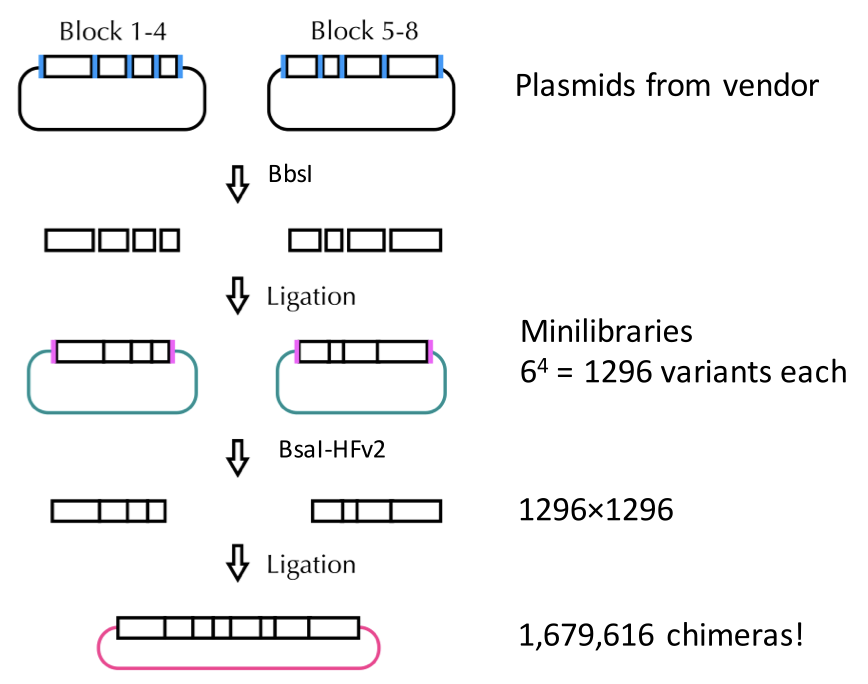 Block 1-4
Block 5-8
Plasmids from vendor
BbsI
Ligation
Minilibraries
6⁴ = 1296 variants each
BsaI-HFv2
1296×1296
Ligation
1,679,616 chimeras!